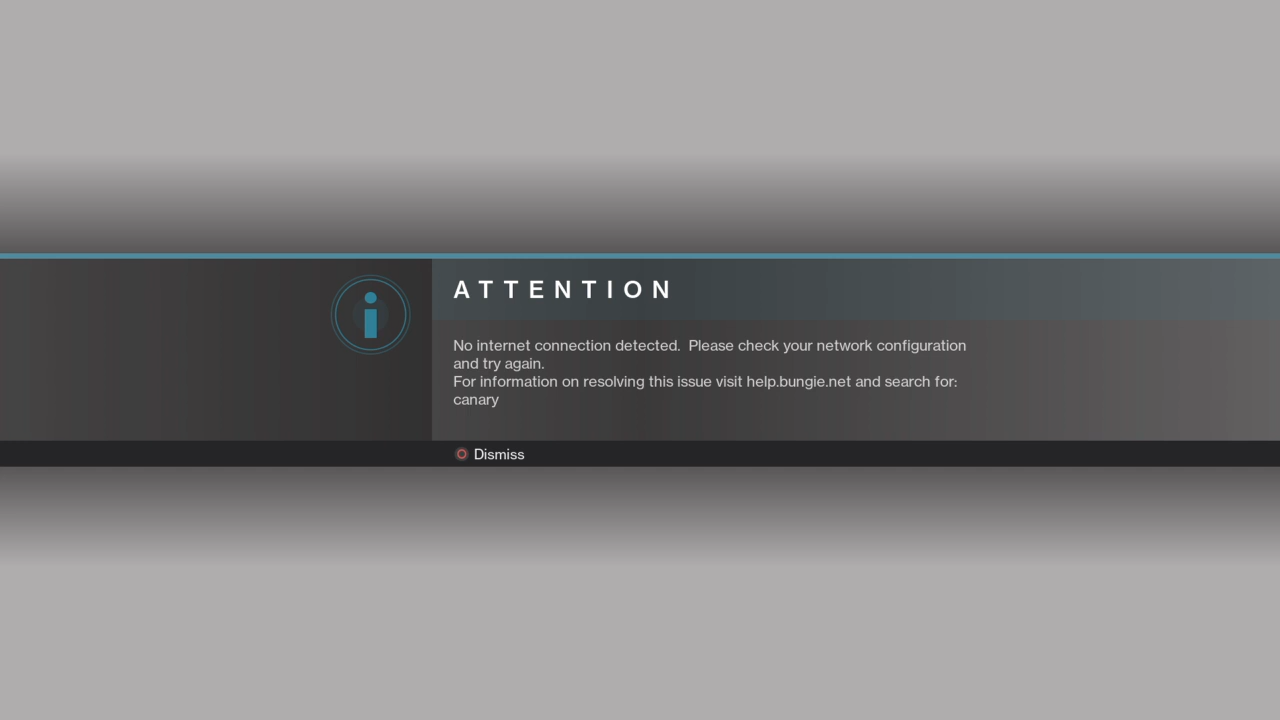 ATTENTION
No internet connection detected.  Please check your network configuration
and try again.
For information on resolving this issue visit help.bungie.net and search for:
canary
Dismiss